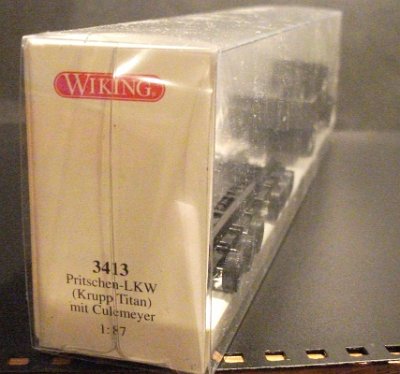 WIKING®
3413
Pritschen-LKW
(Krupp Titan)
mit Culemeyer
1:87